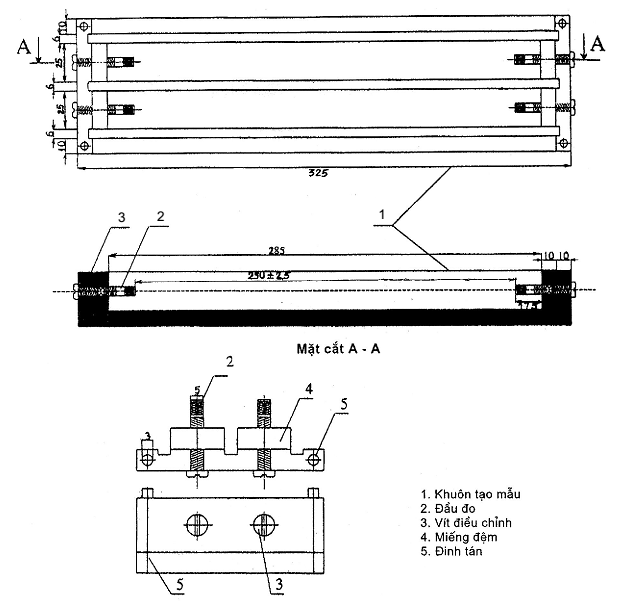 10
A
A
6
25
6
25
6
10
325
3
2
1
285
10 10
250 ± 2,5
17,5
Mặt cắt A - A
5
2
4
5
3
5
3
1. Khuôn tạo mẫu
2. Đầu đo
3. Vít điều chỉnh
4. Miếng đệm
5. Đinh tán